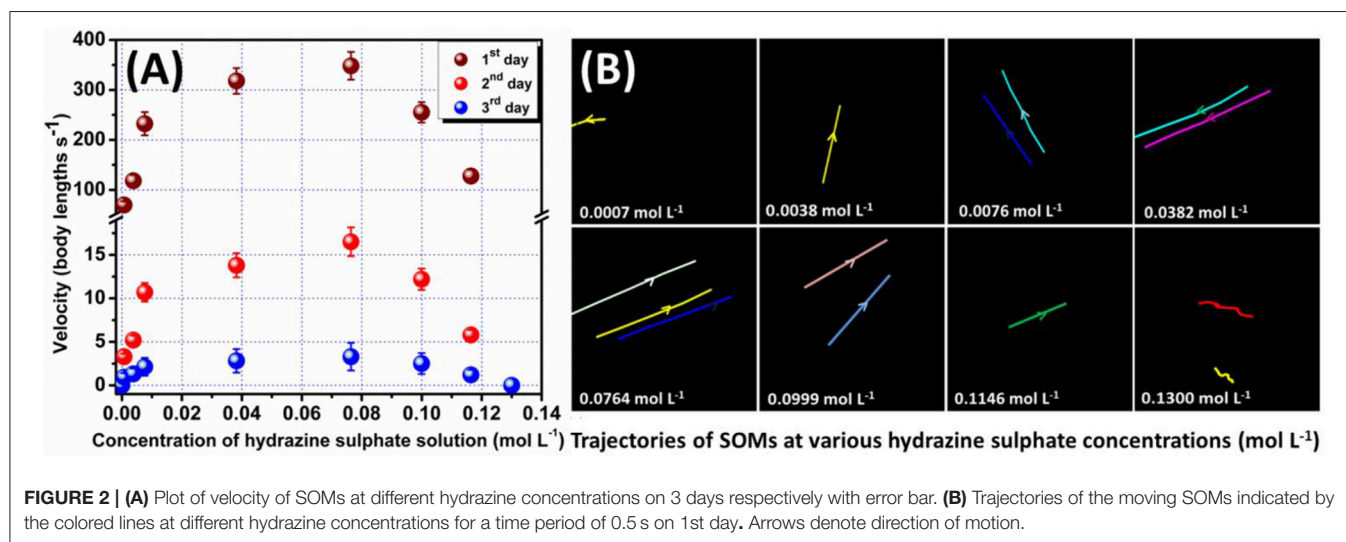 (A)
1st day
2nd day
3rd day
Velocity (body lengths s-1)
400
300
200
100
15
10
5
0
0.00 0.02 0.04 0.06 0.08 0.10 0.12 0.14
Concentration of hydrazine sulphate solution (mol L-1)
(B)
0.0007 mol L-1
0.0038 mol L-1
0.0076 mol L-1
0.0382 mol L-1
0.0764 mol L-1
0.0999 mol L-1
0.1146 mol L-1
0.1300 mol L-1
Trajectories of SOMs at various hydrazine sulphate concentrations (mol L-1)
FIGURE 2 | (A) Plot of velocity of SOMs at different hydrazine concentrations on 3 days respectively with error bar. (B) Trajectories of the moving SOMs indicated by
the colored lines at different hydrazine concentrations for a time period of 0.5 s on 1st day. Arrows denote direction of motion.